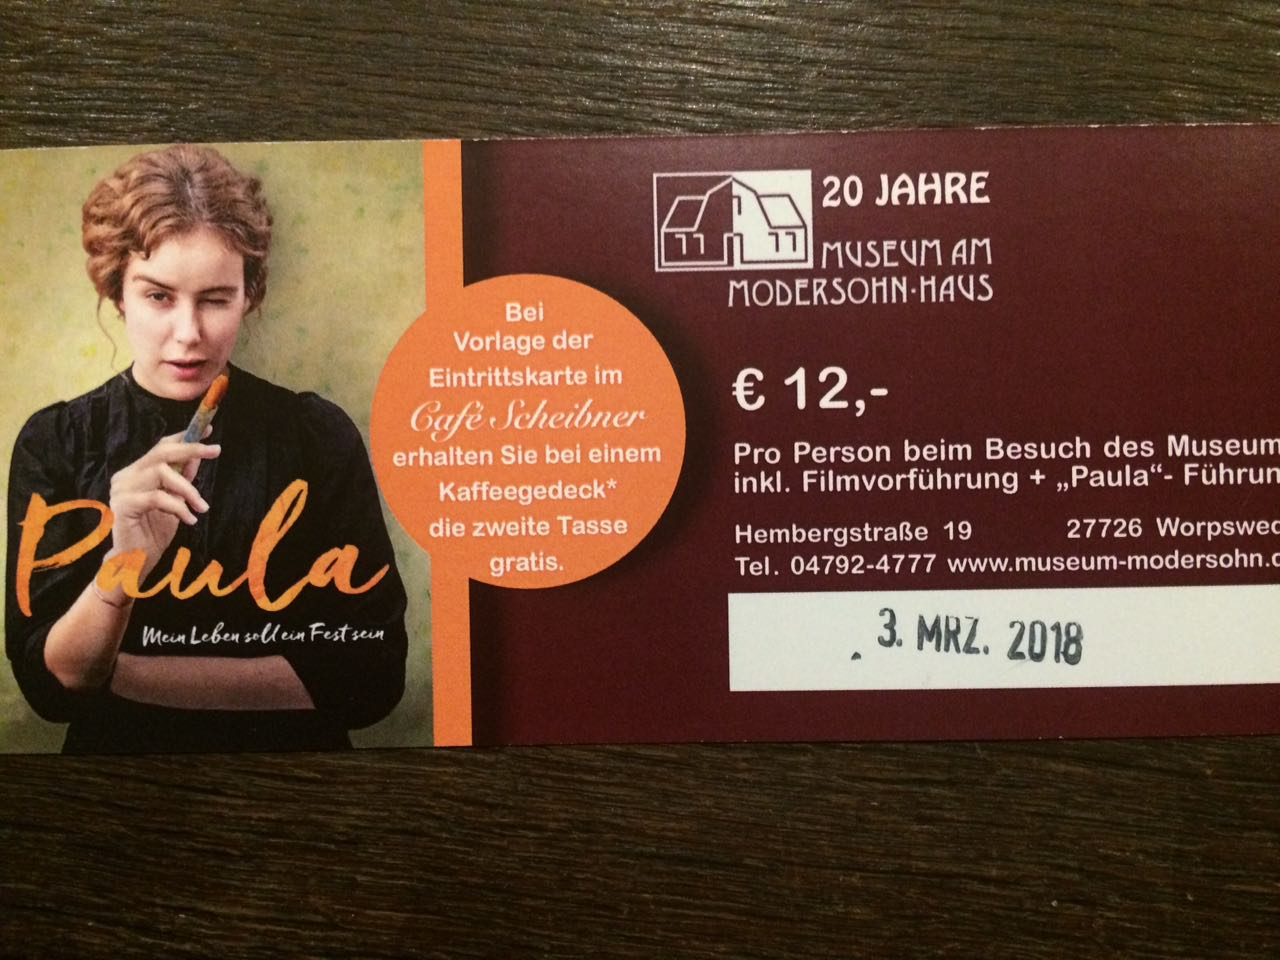 Paula
Mein Leben soll ein Fest sein
Bei
Vorlage der
Eintrittskarte im
Café Scheibner
erhalten Sie bei einem
Kaffeegedeck*
die zweite Tasse
gratis.
20 JAHRE
MUSEUM AM
MODERSOHN·HAUS
€ 12,-
Pro Person beim Besuch des Museum
inkl. Filmvorführung + „Paula“- Führun
Hembergstraße 19 27726 Worpswed
Tel. 04792-4777 www.museum-modersohn.d
3. MRZ. 2018